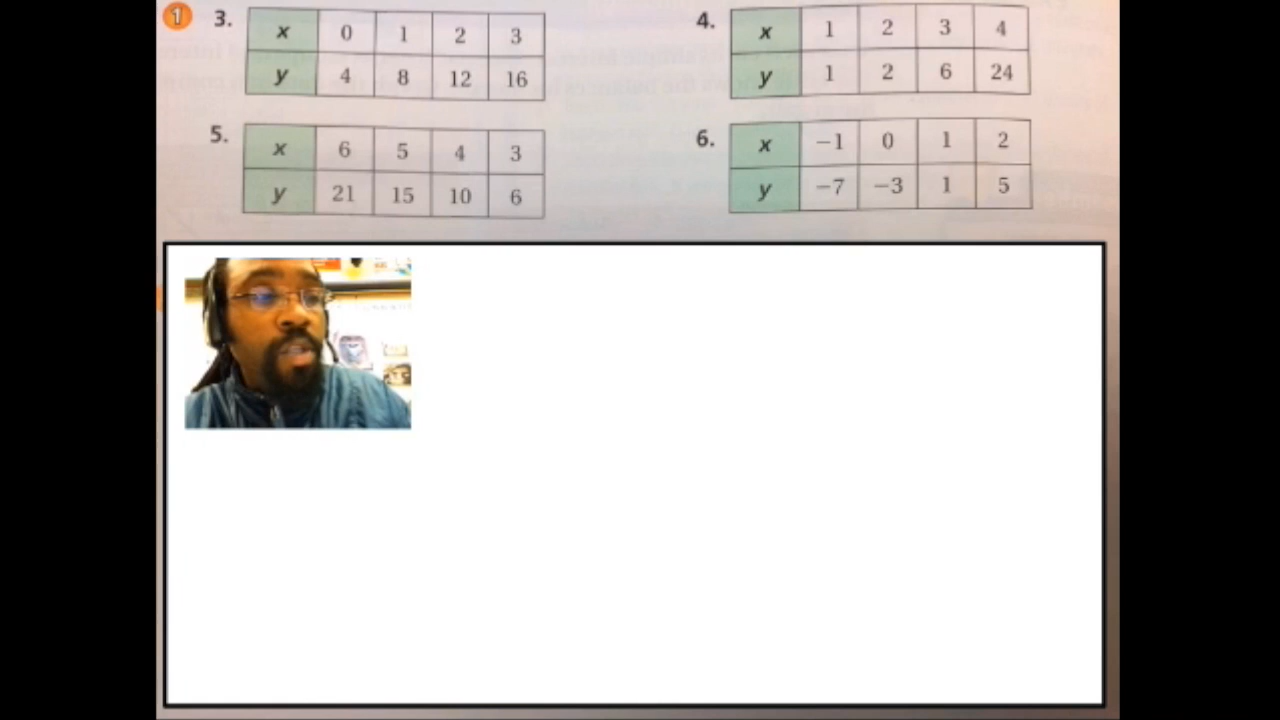 1 3. x 0 1 2 3
y 4 8 12 16
4. x 1 2 3 4
y 1 2 6 24
5. x 6 5 4 3
y 21 15 10 6
6. x −1 0 1 2
y −7 −3 1 5